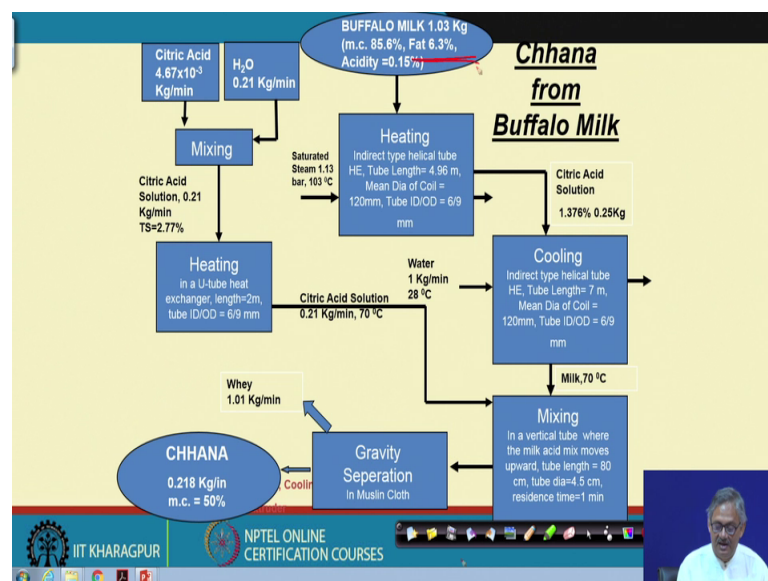 BUFFALO MILK 1.03 Kg
(m.c. 85.6%, Fat 6.3%,
Acidity =0.15%)
Chhana
from
Buffalo Milk
Citric Acid
4.67x10-3
Kg/min
H2O
0.21 Kg/min
Mixing
Citric Acid
Solution, 0.21
Kg/min
TS=2.77%
Saturated
Steam 1.13
bar, 103 ⁰C
Heating
Indirect type helical tube
HE, Tube Length= 4.96 m,
Mean Dia of Coil =
120mm, Tube ID/OD = 6/9
mm
Citric Acid
Solution
1.376% 0.25Kg
Heating
in a U-tube heat
exchanger, length=2m,
tube ID/OD = 6/9 mm
Water
1 Kg/min
28 ⁰C
Cooling
Indirect type helical tube
HE, Tube Length= 7 m,
Mean Dia of Coil =
120mm, Tube ID/OD = 6/9
mm
Citric Acid Solution
0.21 Kg/min, 70 ⁰C
Milk,70 ⁰C
Whey
1.01 Kg/min
Mixing
In a vertical tube where
the milk acid mix moves
upward, tube length = 80
cm, tube dia=4.5 cm,
residence time=1 min
Gravity
Seperation
In Muslin Cloth
CHHANA
0.218 Kg/in
m.c. = 50%
Coolin
IIT KHARAGPUR
NPTEL ONLINE
CERTIFICATION COURSES